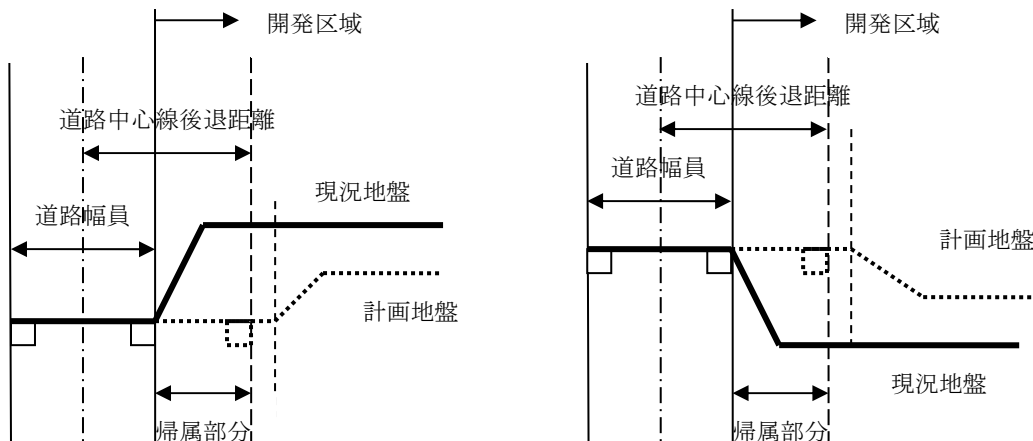 開発区域
道路中心線後退距離
道路幅員
現況地盤
計画地盤
帰属部分
開発区域
道路中心線後退距離
道路幅員
計画地盤
現況地盤
帰属部分